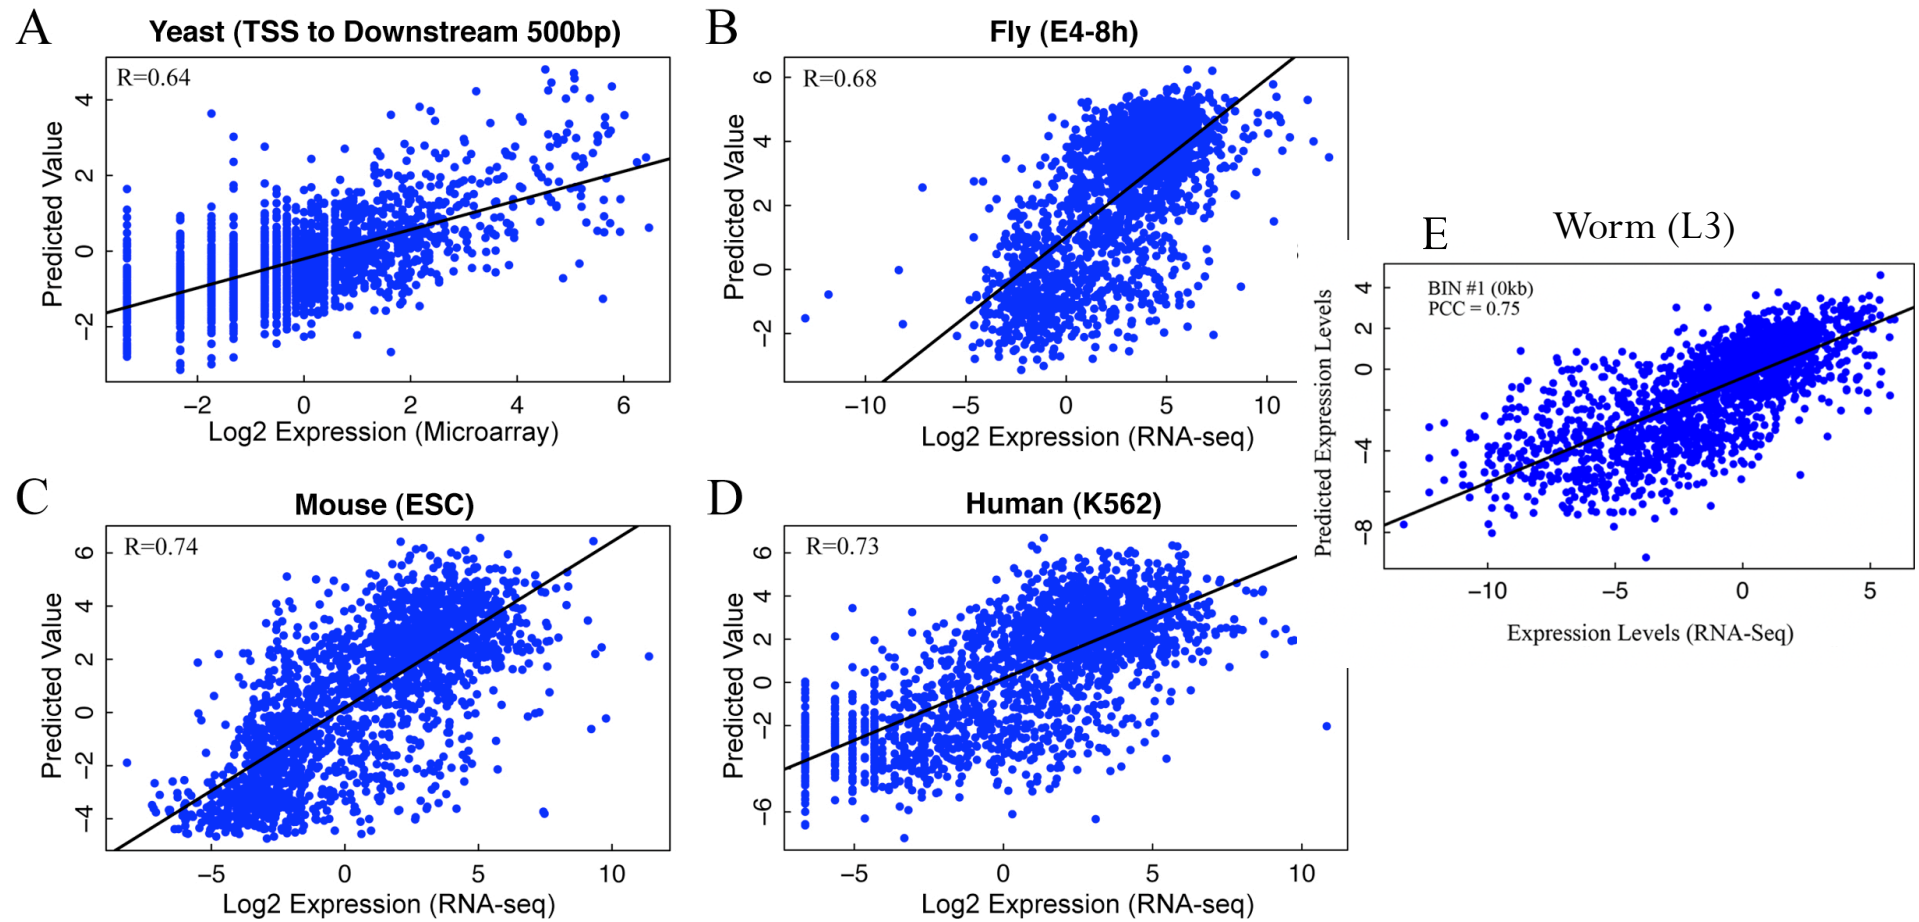 A
Yeast (TSS to Downstream 500bp)
R=0.64
Predicted Value
4
2
0
−2
−2 0 2 4 6
Log2 Expression (Microarray)
B
Fly (E4-8h)
R=0.68
Predicted Value
6
4
2
0
−2
−10 −5 0 5 10
Log2 Expression (RNA-seq)
C
Mouse (ESC)
R=0.74
Predicted Value
6
4
2
0
−2
−4
−5 0 5 10
Log2 Expression (RNA-seq)
D
Human (K562)
R=0.73
Predicted Value
6
4
2
0
−2
−6
−5 0 5 10
Log2 Expression (RNA-seq)
E
Worm (L3)
BIN #1 (0kb)
PCC = 0.75
Predicted Expression Levels
4
2
0
−4
−8
−10 −5 0 5
Expression Levels (RNA-Seq)